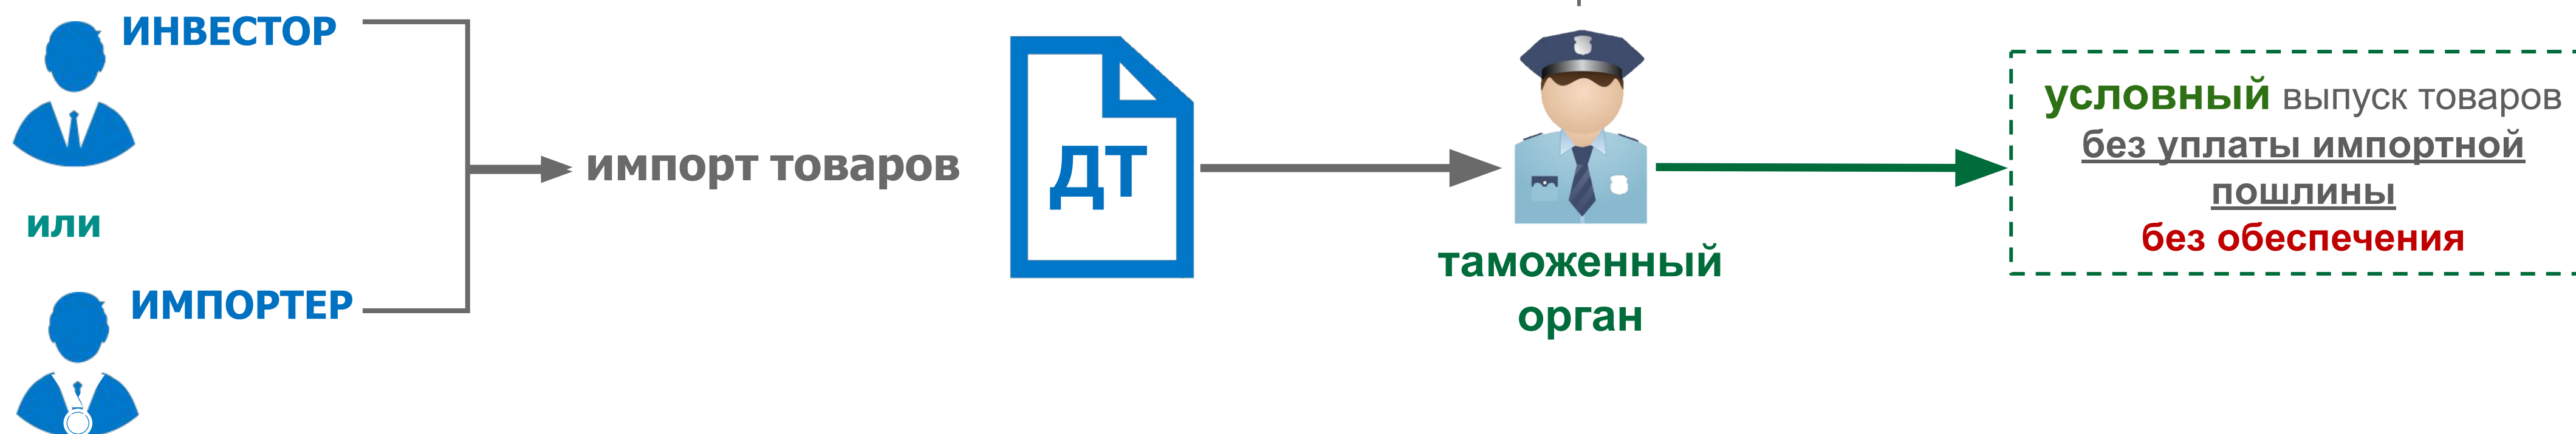 ИНВЕСТОР
или
ИМПОРТЕР
импорт товаров
ДТ
таможенный
орган
условный выпуск товаров
без уплаты импортной
пошлины
без обеспечения